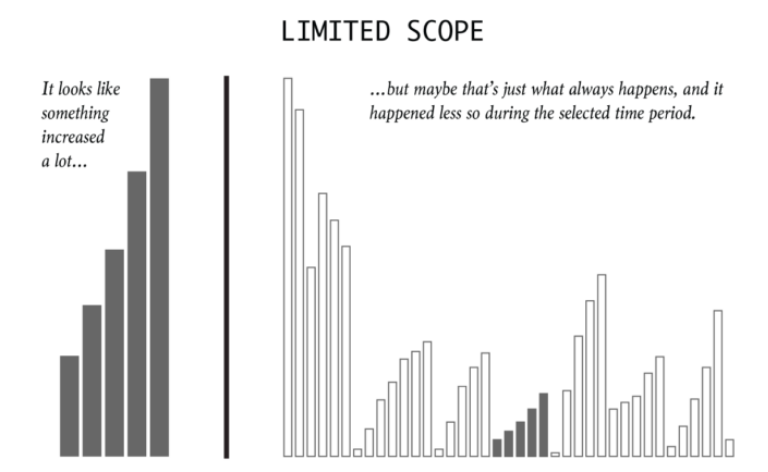 LIMITED SCOPE
It looks like
something
increased
a lot...
...but maybe that's just what always happens, and it
happened less so during the selected time period.